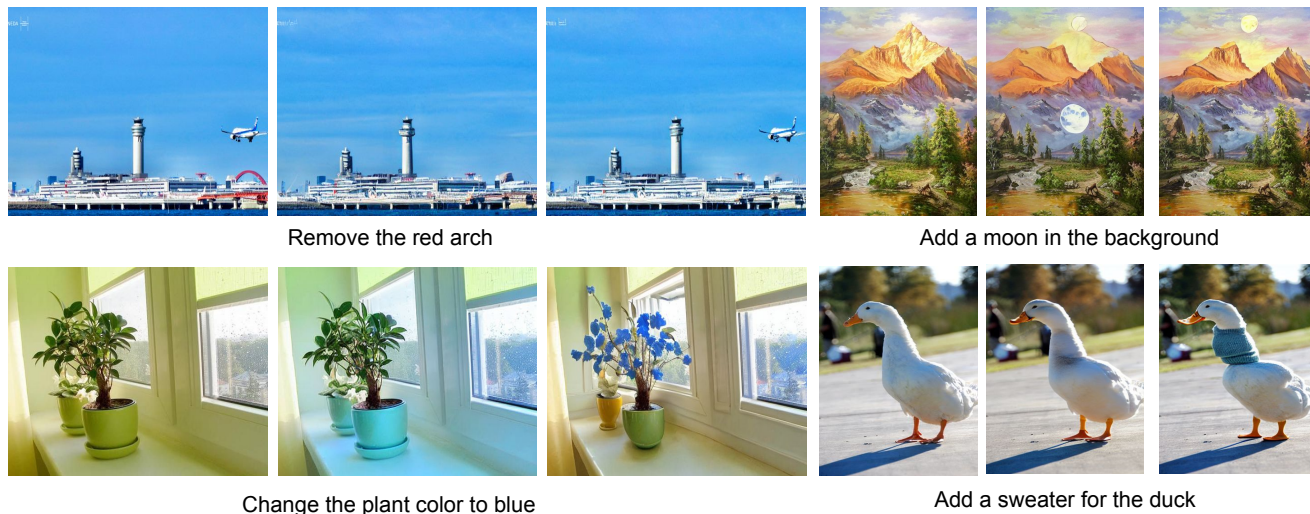 Remove the red arch
Add a moon in the background
Change the plant color to blue
Add a sweater for the duck